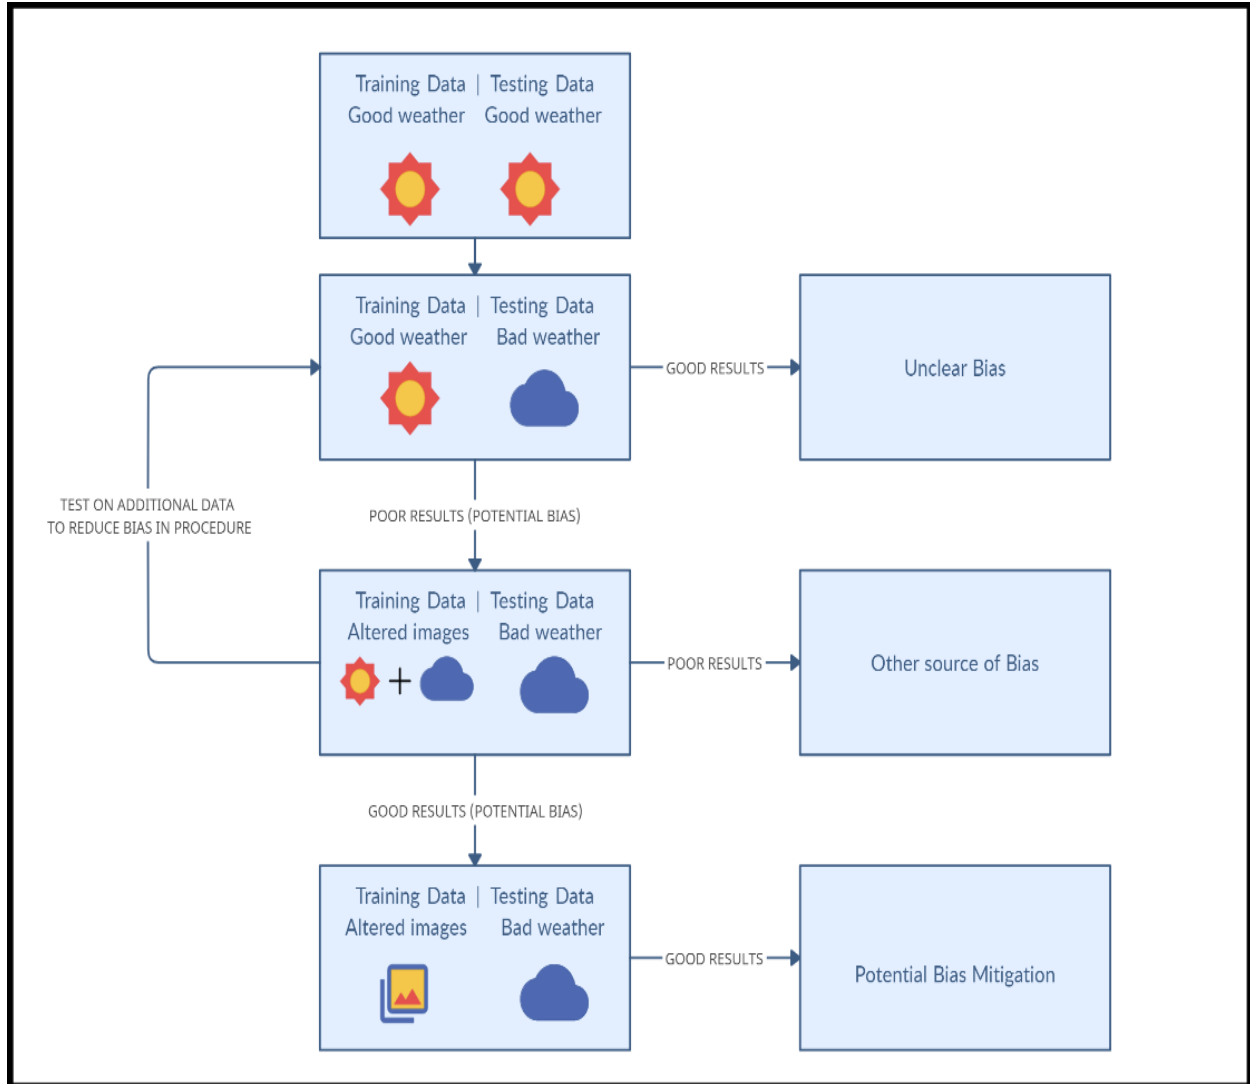 Training Data | Testing Data
Good weather Good weather
Training Data | Testing Data
Good weather Bad weather
GOOD RESULTS
Unclear Bias
TEST ON ADDITIONAL DATA
TO REDUCE BIAS IN PROCEDURE
POOR RESULTS (POTENTIAL BIAS)
Training Data | Testing Data
Altered images Bad weather
POOR RESULTS
Other source of Bias
GOOD RESULTS (POTENTIAL BIAS)
Training Data | Testing Data
Altered images Bad weather
GOOD RESULTS
Potential Bias Mitigation